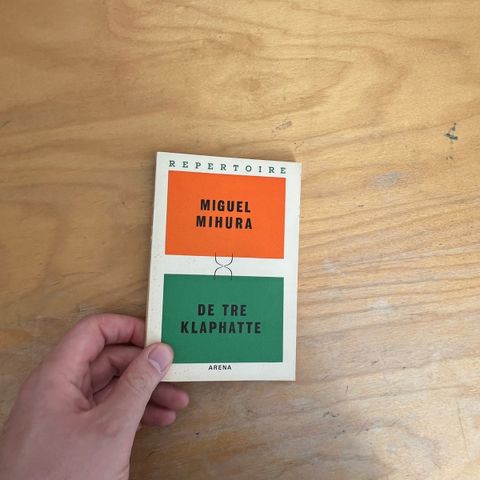 REPERTOIRE
MIGUEL
MIHURA
DE TRE
KLAPHATTE
ARENA